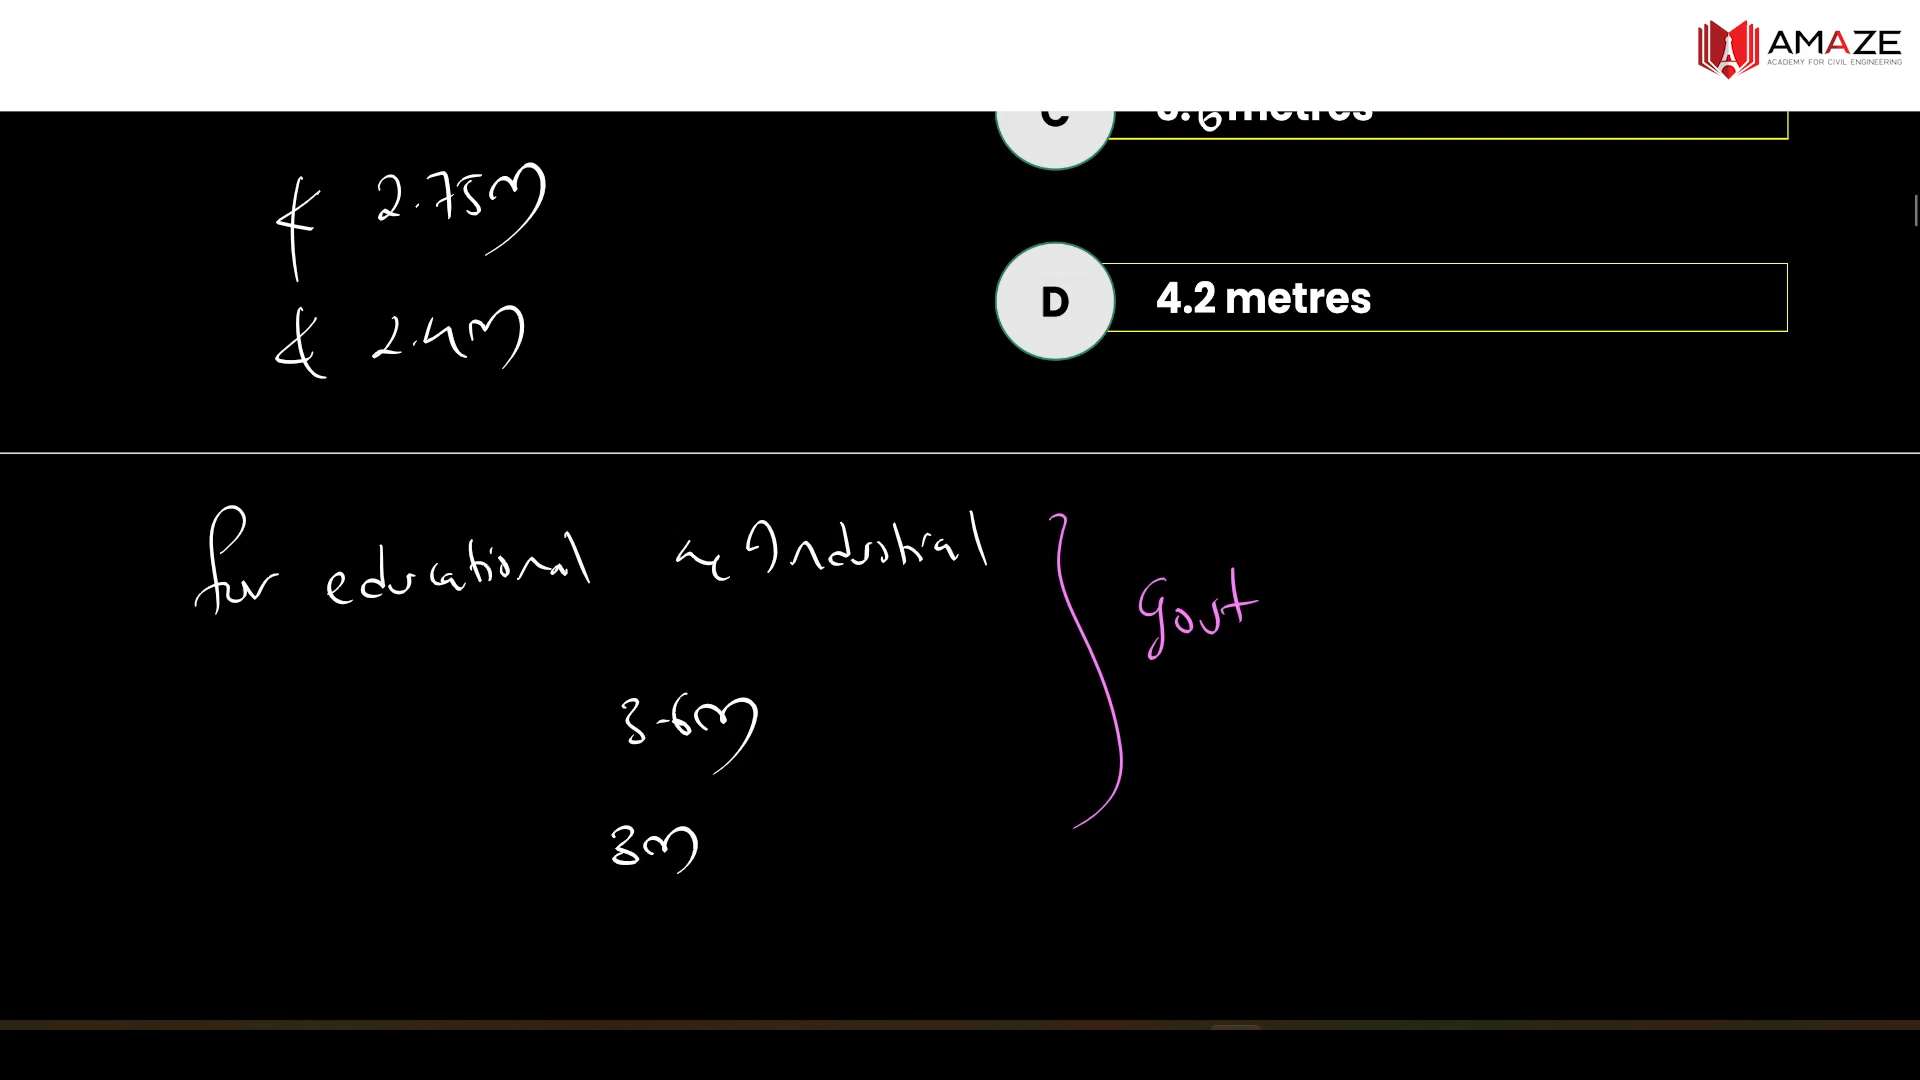 AMAZE
ACADEMY FOR CIVIL ENGINEERING
C
metres
≮ 2.75m
D 4.2 metres
≮ 2.4m
for educational & Industrial
Govt
3.6m
3m